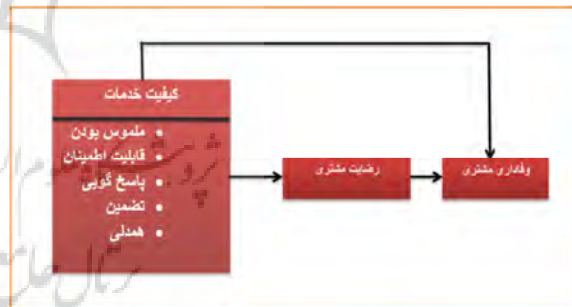 کیفیت خدمات
• ملموس بودن
• قابلیت اطمینان
• پاسخ گویی
• تضمین
• همدلی
رضایت مشتری
وفاداری مشتری